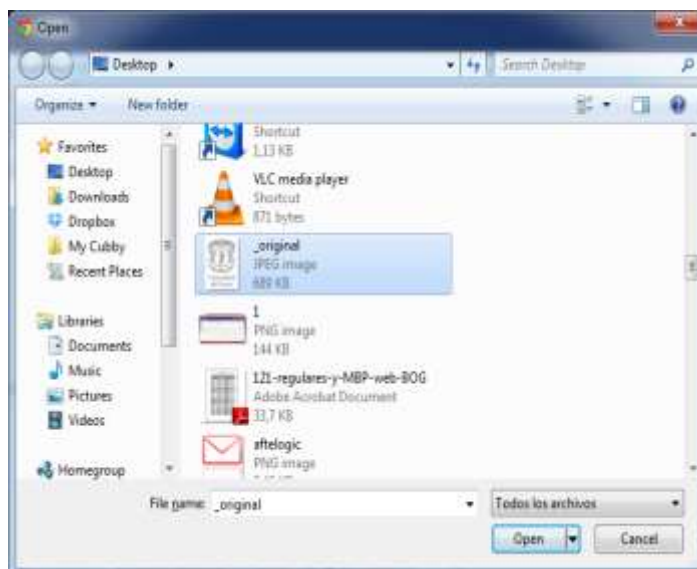 Open
Desktop
Search Desktop
Organize
New folder
Favorites
Desktop
Downloads
Dropbox
My Cubby
Recent Places
Libraries
Documents
Music
Pictures
Videos
Homegroup
Shortcut
1,13 KB
VLC media player
Shortcut
871 bytes
_original
JPEG image
689 KB
1
PNG image
144 KB
121-regulares-y-MBP-web-BOG
Adobe Acrobat Document
33,7 KB
aftelogic
PNG image
File name: _original
Todos los archivos
Open
Cancel